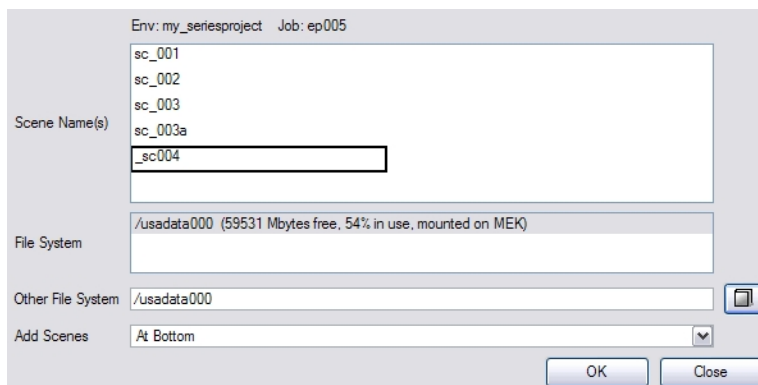 Env: my_seriesproject Job: ep005
Scene Name(s)
sc_001
sc_002
sc_003
sc_003a
_sc004
File System
/usadata000 (59531 Mbytes free, 54% in use, mounted on MEK)
Other File System
/usadata000
Add Scenes
At Bottom
OK
Close